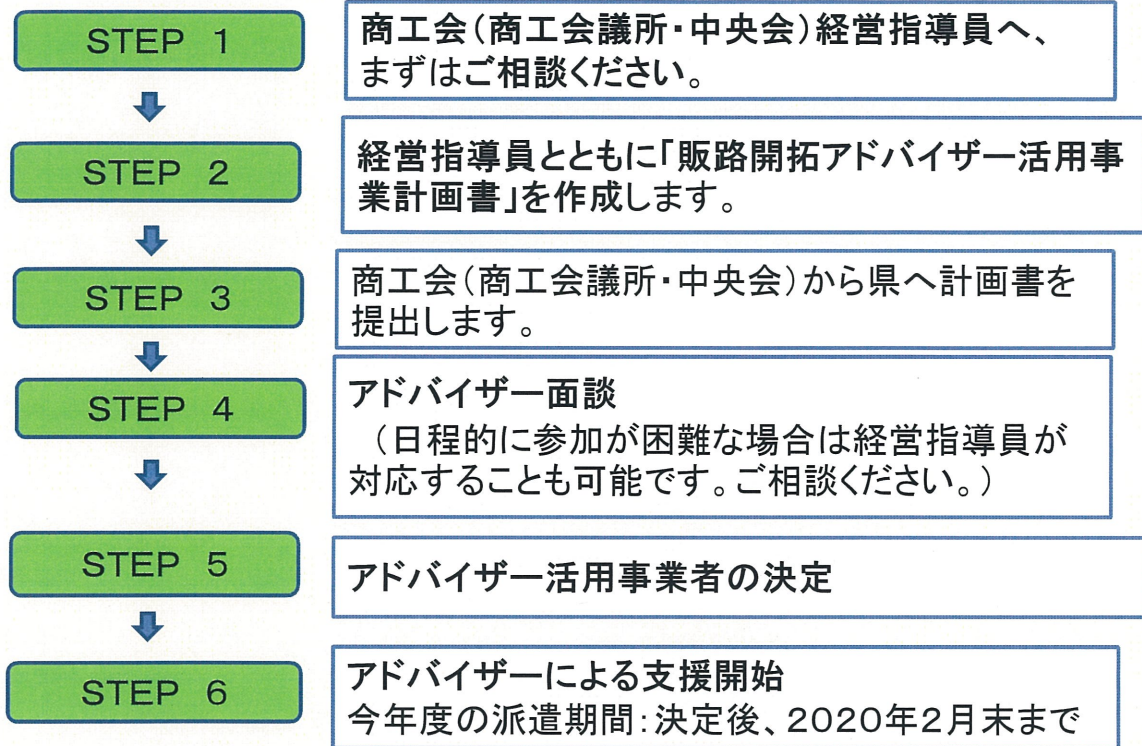 STEP 1
商工会(商工会議所・中央会)経営指導員へ、
まずはご相談ください。
STEP 2
経営指導員とともに「販路開拓アドバイザー活用事
業計画書」を作成します。
STEP 3
商工会(商工会議所・中央会)から県へ計画書を
提出します。
STEP 4
アドバイザー面談
(日程的に参加が困難な場合は経営指導員が
対応することも可能です。ご相談ください。)
STEP 5
アドバイザー活用事業者の決定
STEP 6
アドバイザーによる支援開始
今年度の派遣期間:決定後、2020年2月末まで